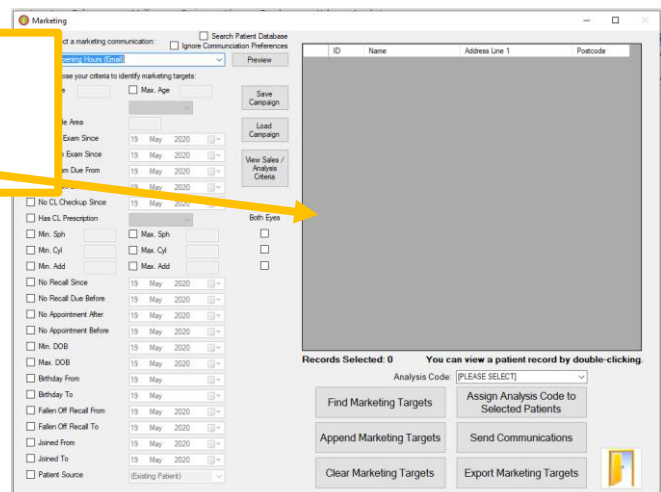 Marketing
ct a marketing communication:
Search Patient Database
Ignore Communciation Preferences
pening Hours (Email)
Preview
ose your criteria to identify marketing targets:
Max. Age
Save Campaign
Area
Load Campaign
Exam Since 19 May 2020
Exam Since 19 May 2020
m Due From 19 May 2020
View Sales / Analysis Criteria
19 May 2020
No CL Checkup Since 19 May 2020
Has CL Prescription
Both Eyes
Min. Sph Max. Sph
Min. Cyl Max. Cyl
Min. Add Max. Add
No Recall Since 19 May 2020
No Recall Due Before 19 May 2020
No Appointment After 19 May 2020
No Appointment Before 19 May 2020
Min. DOB 19 May 2020
Max. DOB 19 May 2020
Birthday From 19 May
Birthday To 19 May
Fallen Off Recall From 19 May 2020
Fallen Off Recall To 19 May 2020
Joined From 19 May 2020
Joined To 19 May 2020
Patient Source (Existing Patient)
ID Name Address Line 1 Postcode
Records Selected: 0 You can view a patient record by double-clicking.
Analysis Code: [PLEASE SELECT]
Find Marketing Targets
Assign Analysis Code to
Selected Patients
Append Marketing Targets
Send Communications
Clear Marketing Targets
Export Marketing Targets